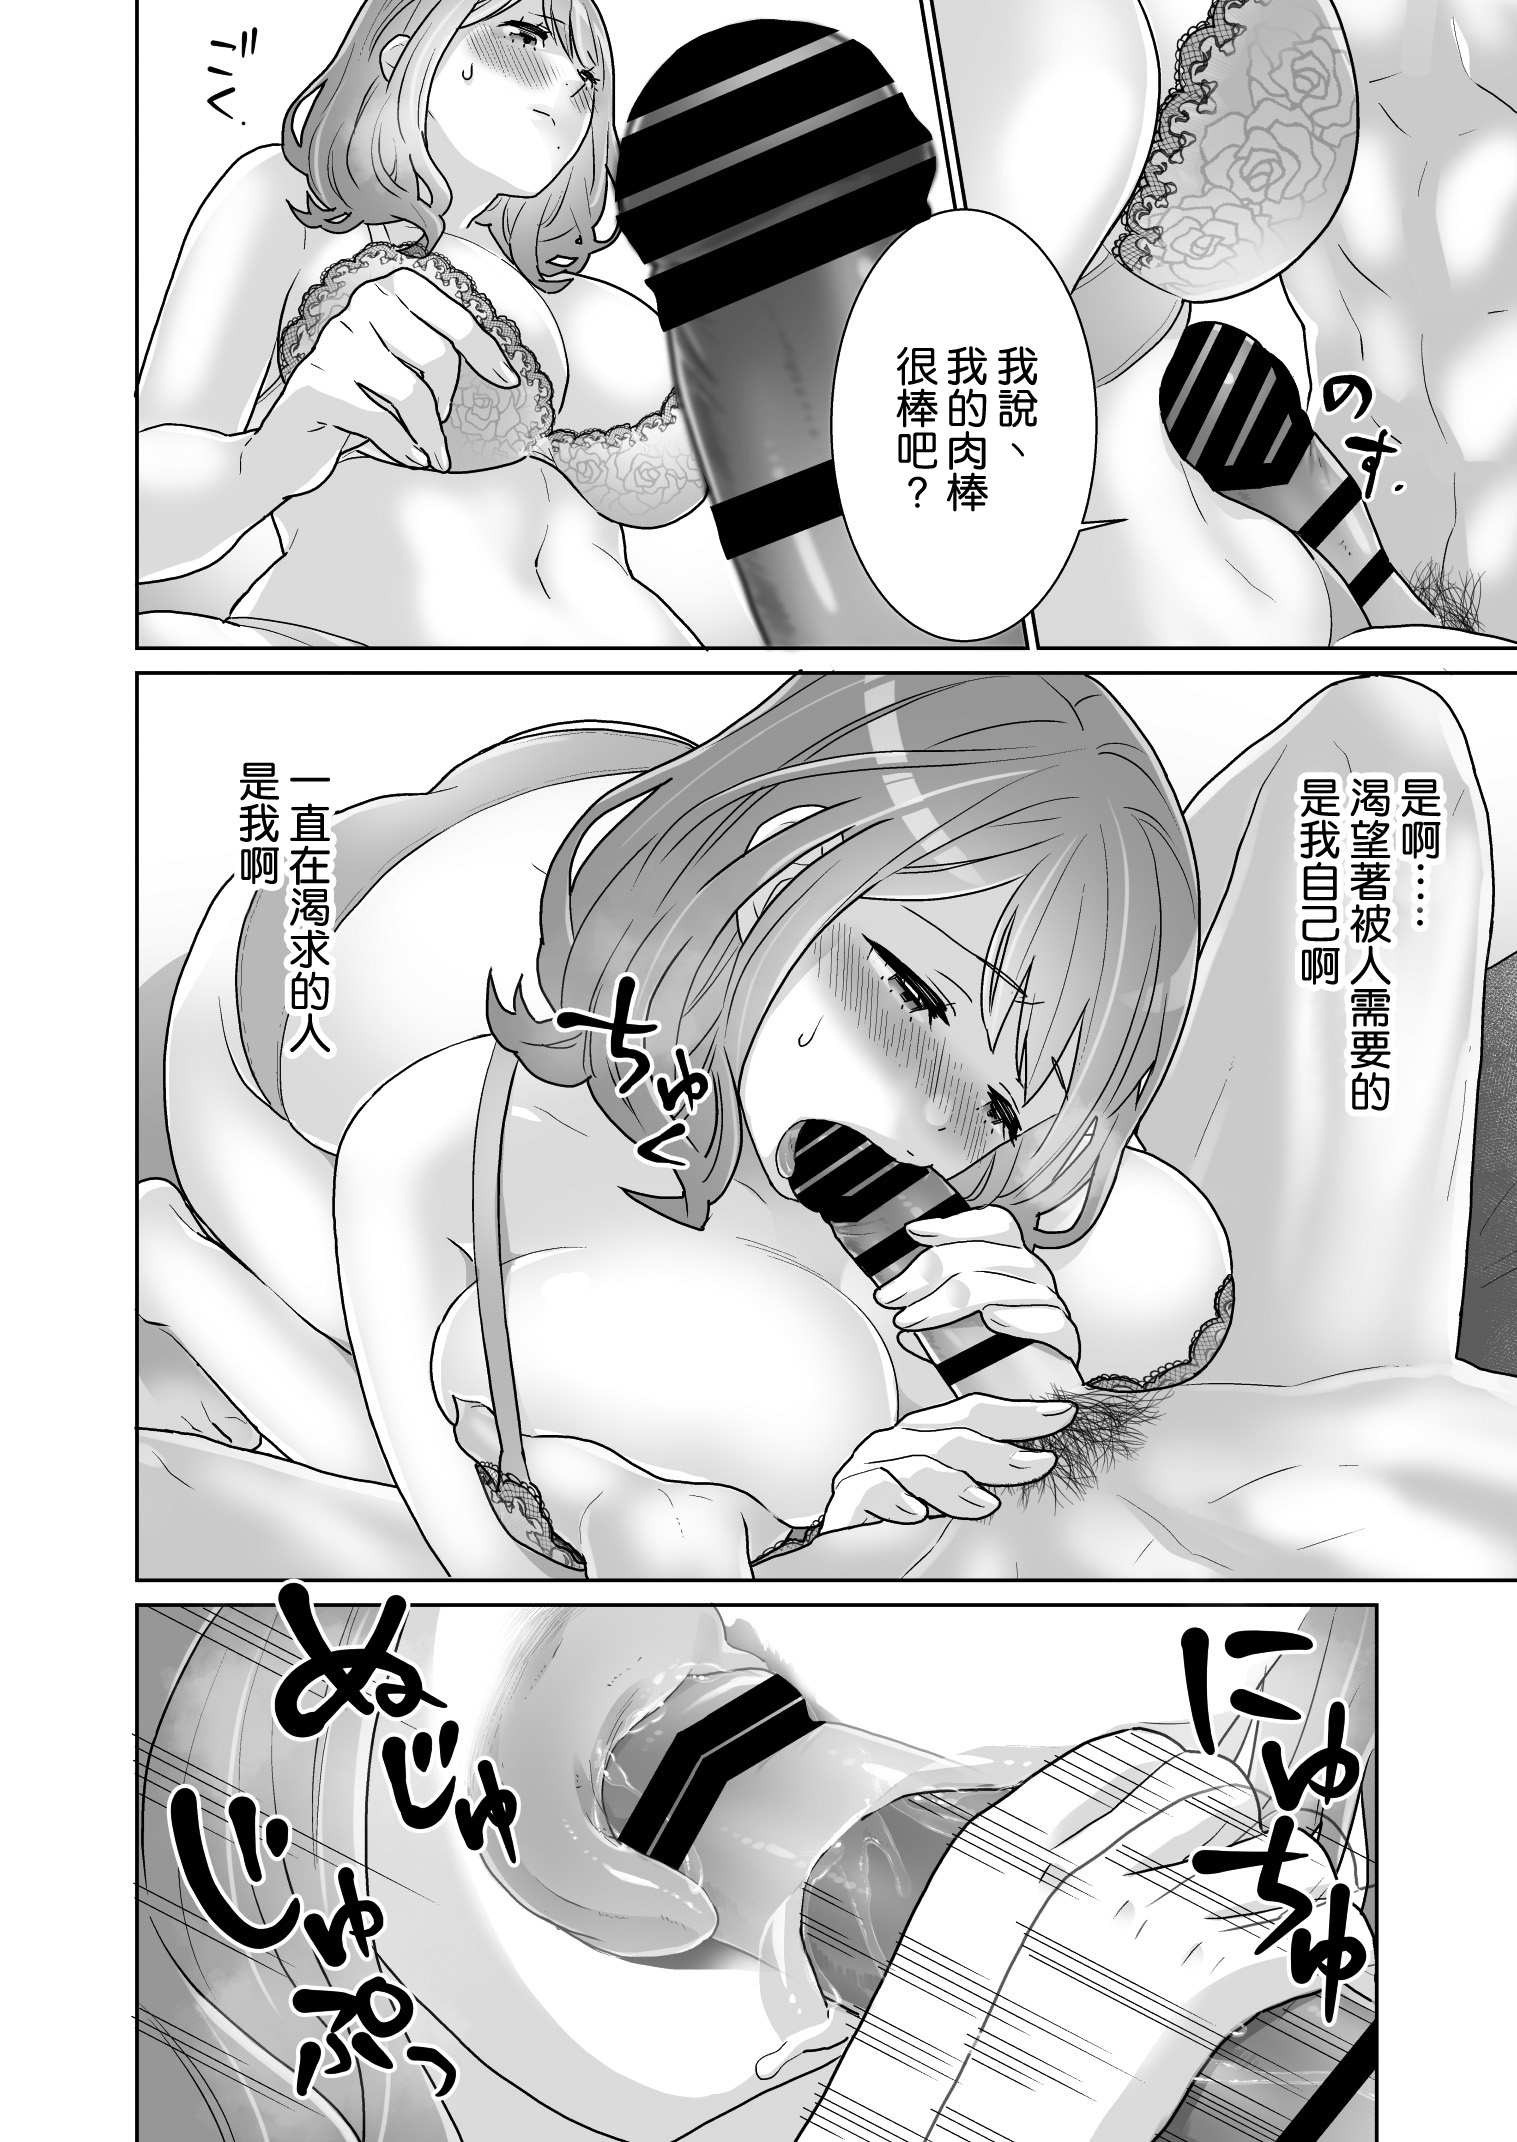 のす.
我說、
我的肉棒
很棒吧？
ビく.
是啊……
渴望著被人需要的
是我自己啊
一直在渴求的人
是我啊
ちゅく
にゅちゅ
ぬじゅ
じゅぷっ